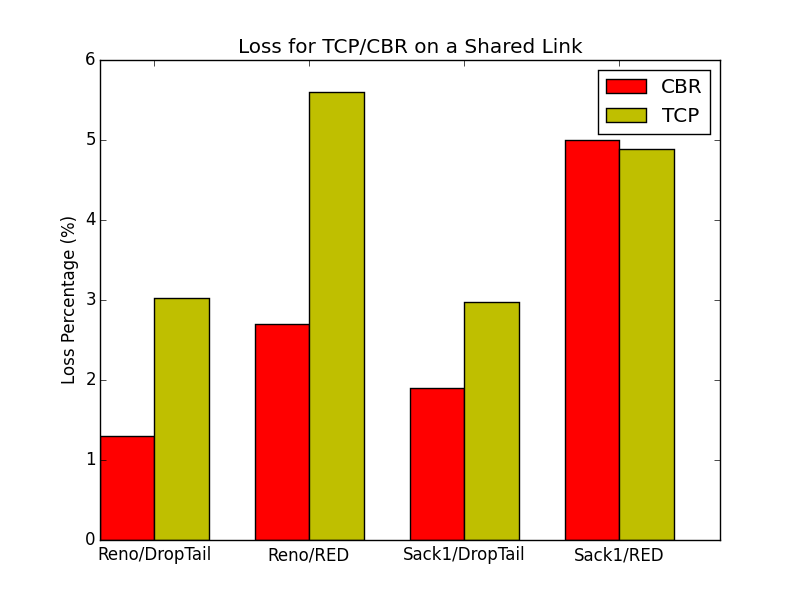 Loss for TCP/CBR on a Shared Link
CBR
TCP
Loss Percentage (%)
6
5
4
3
2
1
0
Reno/DropTail
Reno/RED
Sack1/DropTail
Sack1/RED